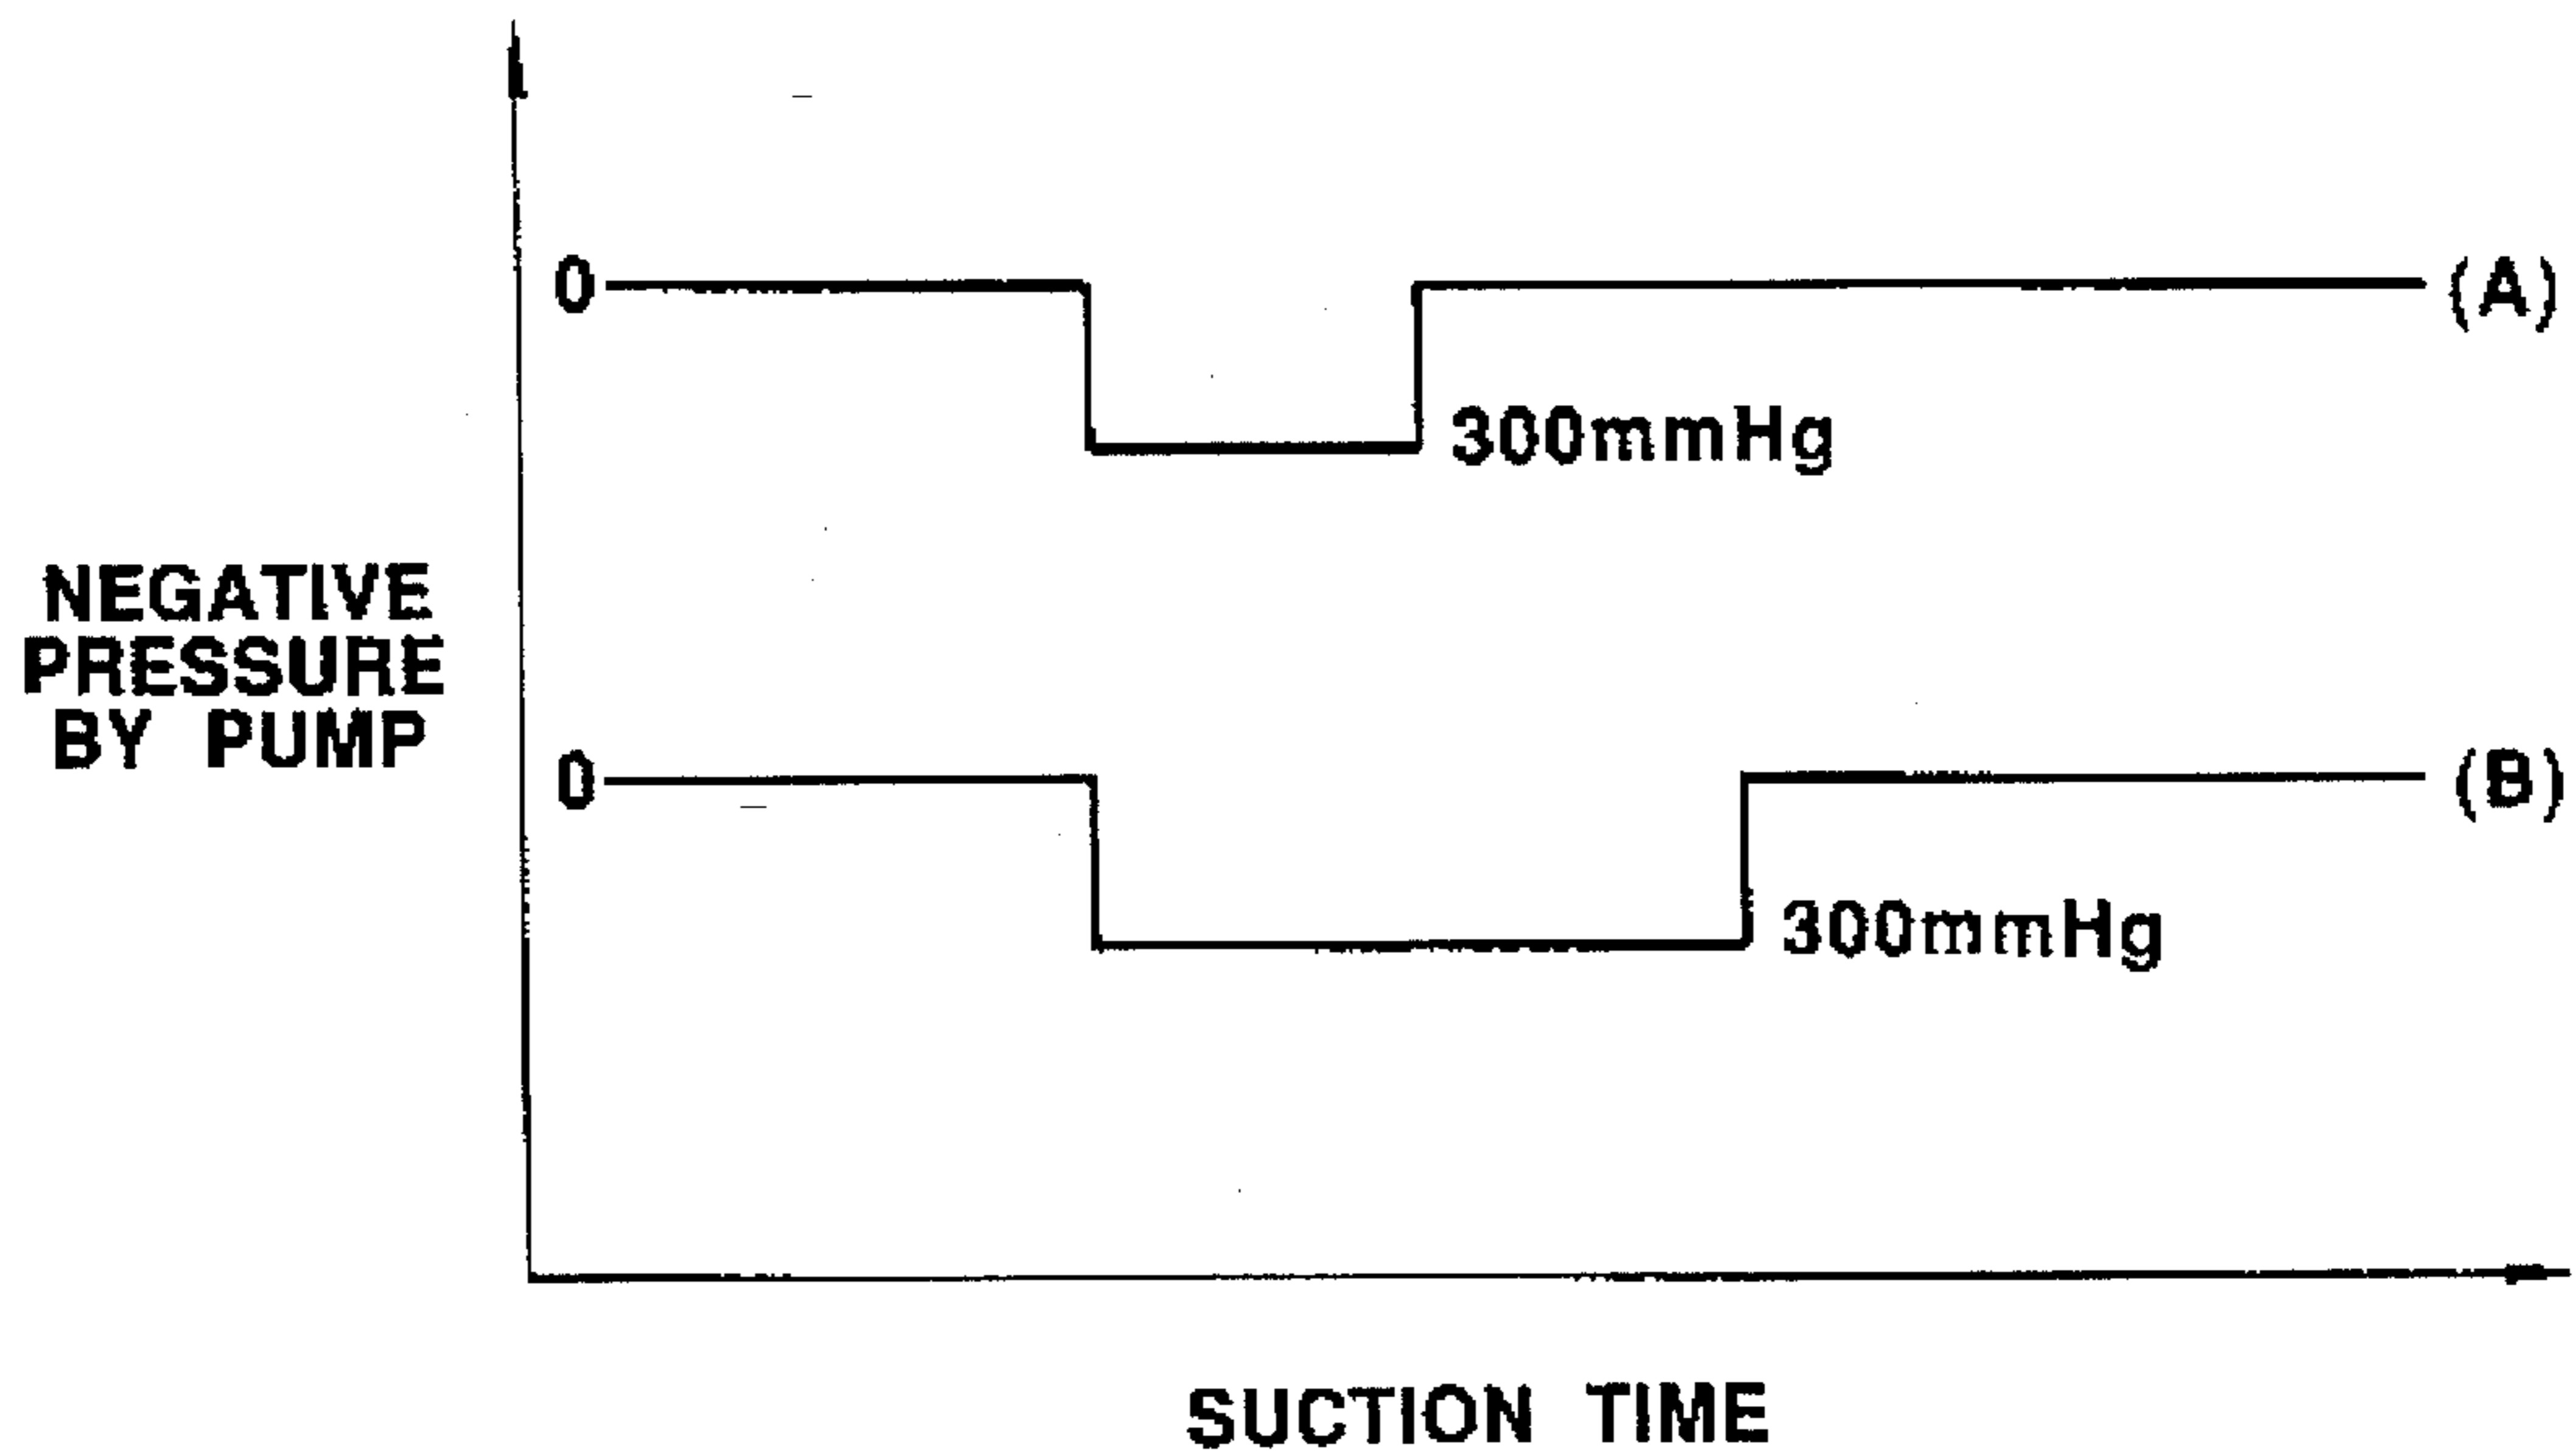 0 (A)
300mmHg
NEGATIVE
PRESSURE
BY PUMP
0 (B)
300mmHg
SUCTION TIME